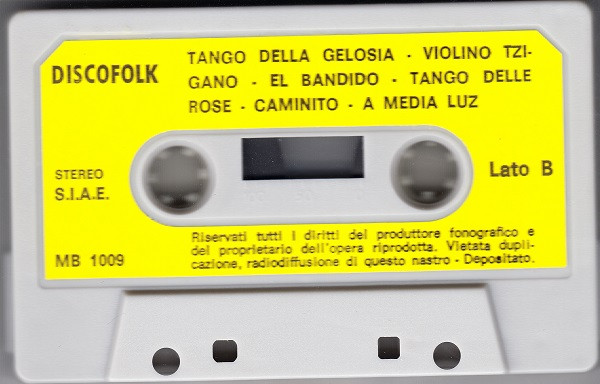 DISCOFOLK
TANGO DELLA GELOSIA - VIOLINO TZI-
GANO - EL BANDIDO - TANGO DELLE
ROSE - CAMINITO - A MEDIA LUZ
STEREO
S.I.A.E.
Lato B
MB 1009
Riservati tutti i diritti del produttore fonografico e
del proprietario dell'opera riprodotta. Vietata dupli-
cazione, radiodiffusione di questo nastro - Depositato.